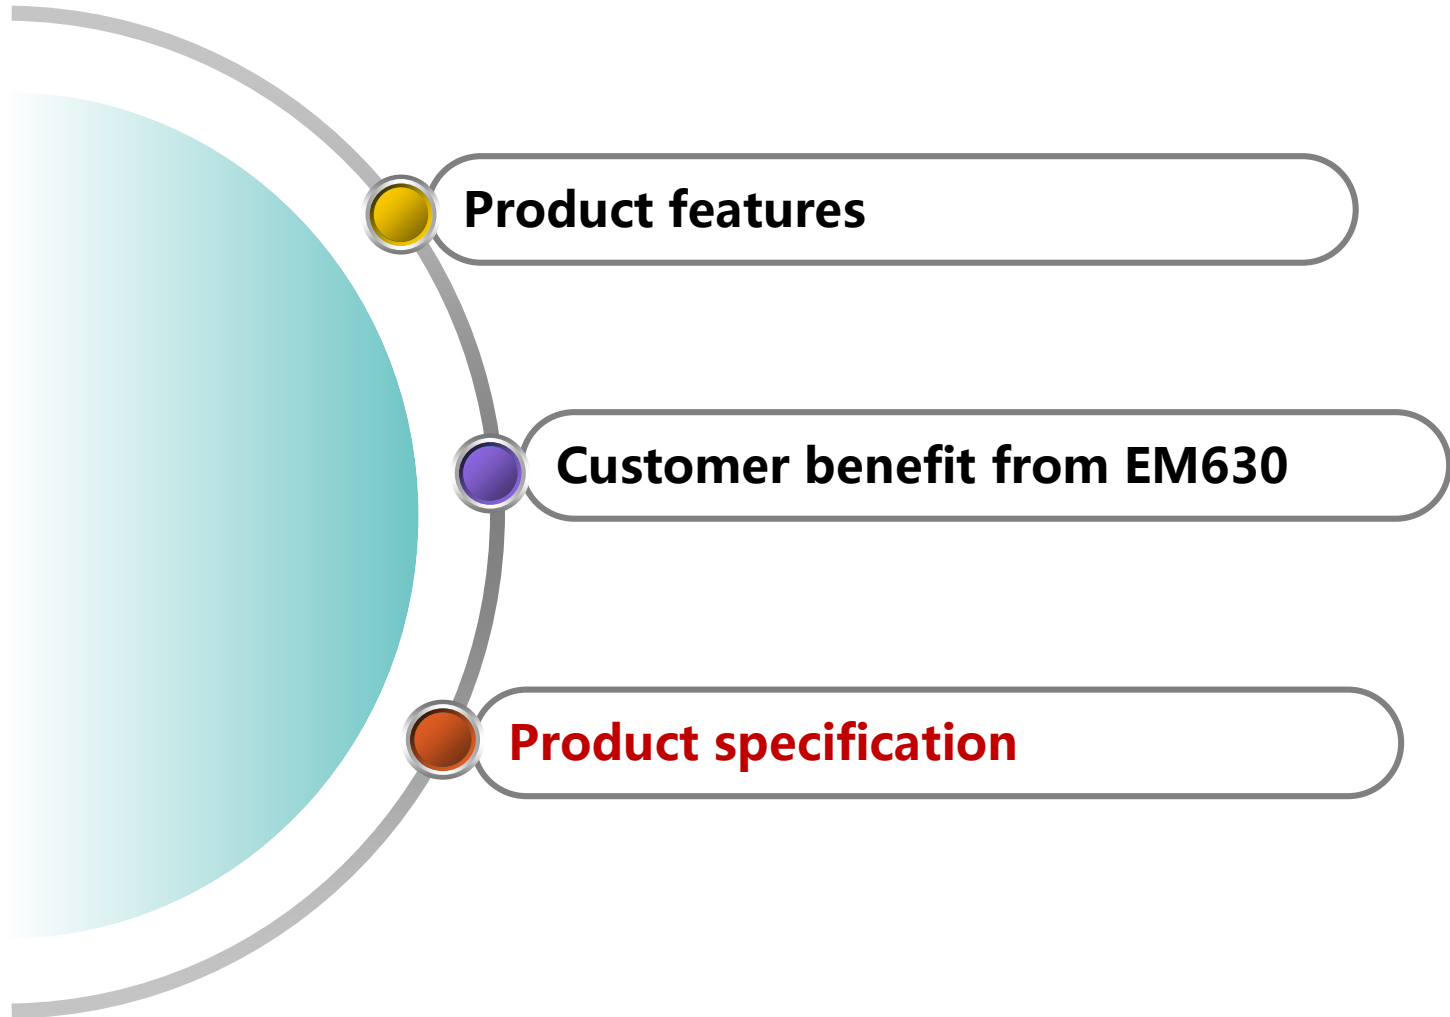 Product features
Customer benefit from EM630
Product specification